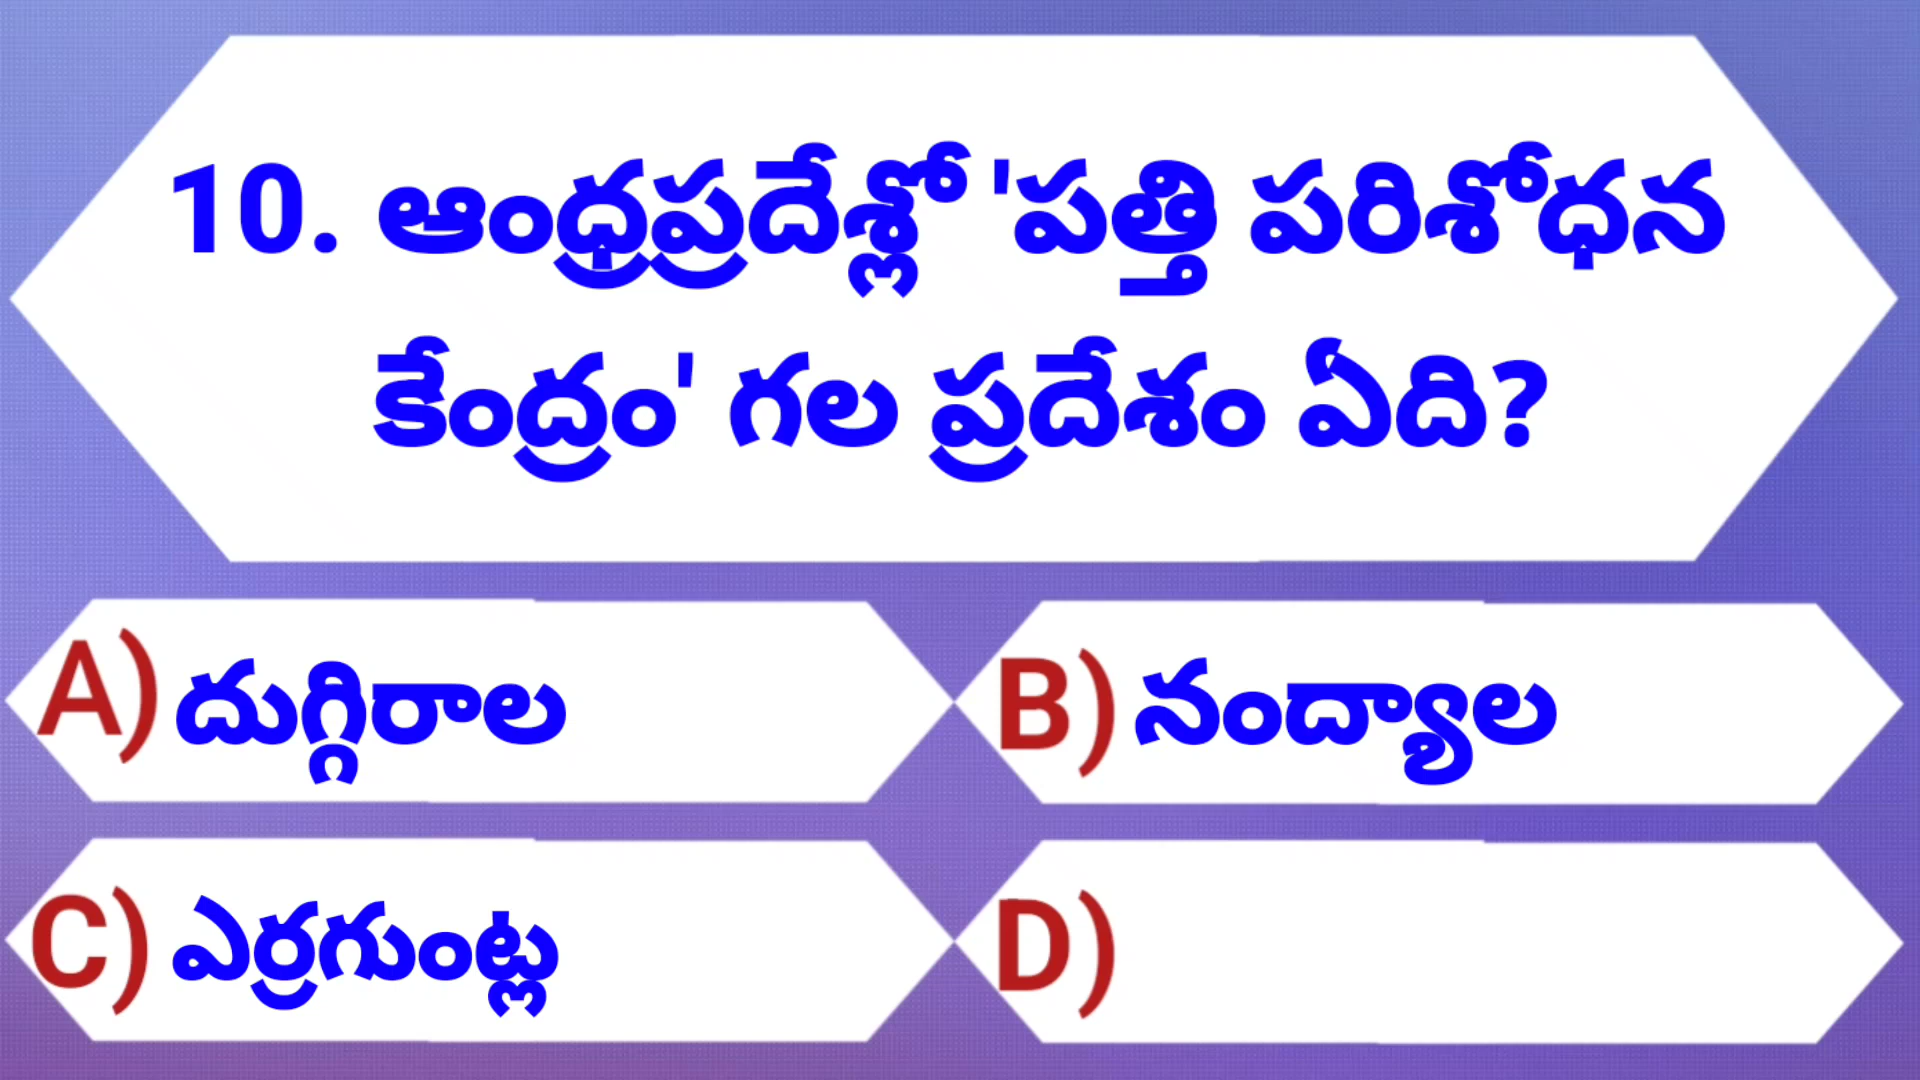 10. ఆంధ్రప్రదేశ్లో 'పత్తి పరిశోధన
కేంద్రం' గల ప్రదేశం ఏది?
A) దుగ్గిరాల
B) నంద్యాల
C) ఎర్రగుంట్ల
D)